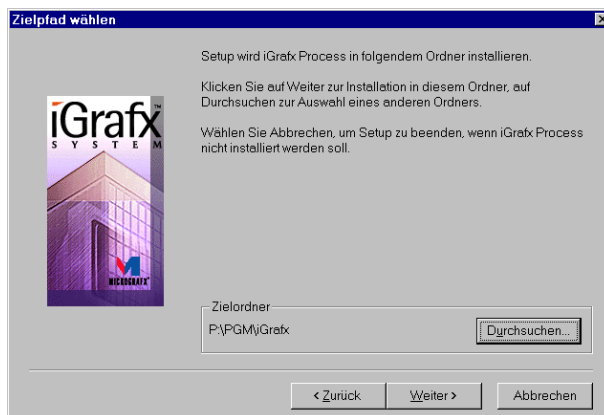 Zielpfad wählen
Setup wird iGrafx Process in folgendem Ordner installieren.
Klicken Sie auf Weiter zur Installation in diesem Ordner, auf
Durchsuchen zur Auswahl eines anderen Ordners.
Wählen Sie Abbrechen, um Setup zu beenden, wenn iGrafx Process
nicht installiert werden soll.
iGrafx™
SYSTEM
MICROGRAFX®
Zielordner
P:\PGM\iGrafx
Durchsuchen...
< Zurück
Weiter >
Abbrechen